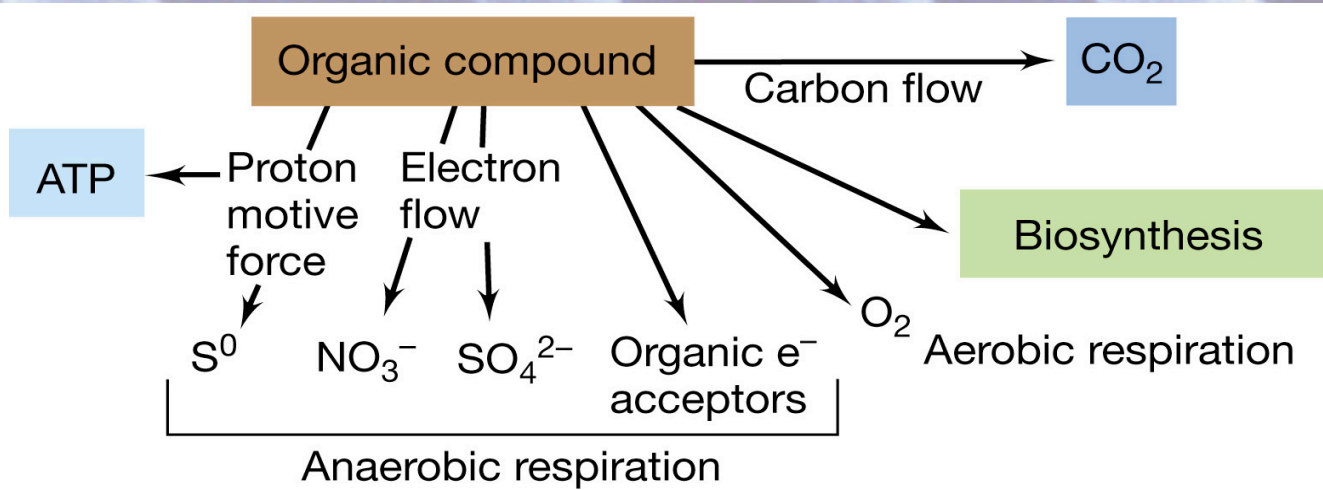 Organic compound
Carbon flow
CO₂
ATP
Proton
motive
force
Electron
flow
Biosynthesis
S⁰
NO₃⁻
SO₄²⁻
Organic e⁻
acceptors
O₂
Aerobic respiration
Anaerobic respiration